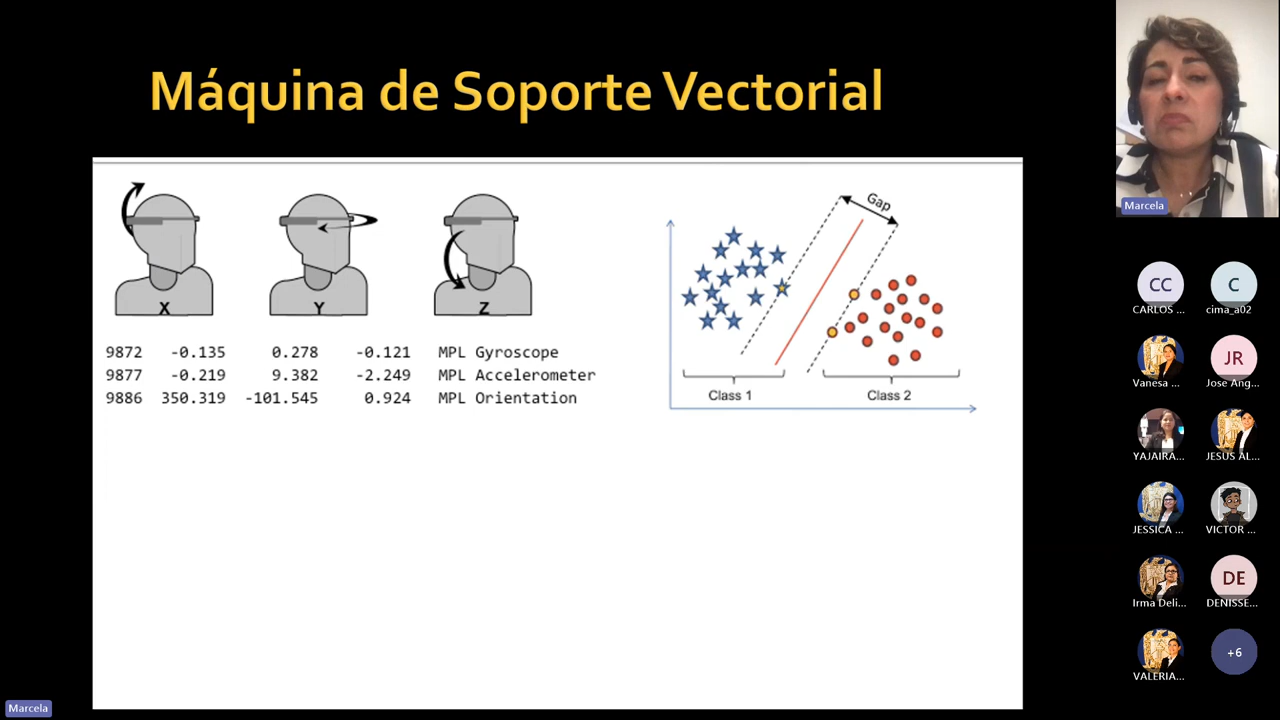 Máquina de Soporte Vectorial
X
Y
Z
9872 -0.135 0.278 -0.121 MPL Gyroscope
9877 -0.219 9.382 -2.249 MPL Accelerometer
9886 350.319 -101.545 0.924 MPL Orientation
Gap
Class 1
Class 2
Marcela
CC
CARLOS ...
C
cima_a02
Vanesa ...
JR
Jose Ang...
YAJAIRA...
JESUS AL...
JESSICA ...
VICTOR ...
Irma Deli...
DE
DENISSE...
VALERIA...
+6
Marcela